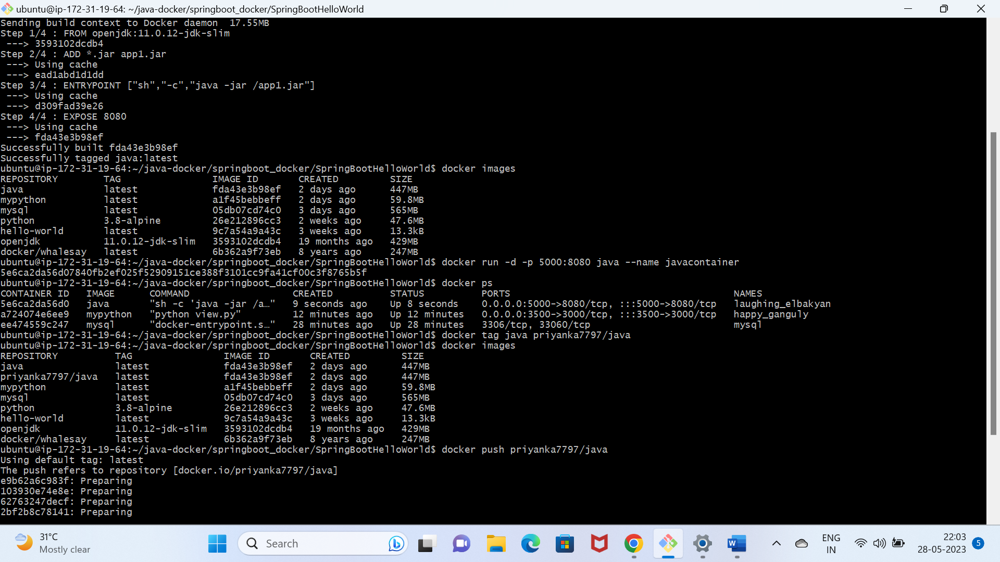 ubuntu@ip-172-31-19-64: ~/java-docker/springboot_docker/SpringBootHelloWorld
Sending build context to Docker daemon  17.55MB
Step 1/4 : FROM openjdk:11.0.12-jdk-slim
 ---> 3593102dcdb4
Step 2/4 : ADD *.jar app1.jar
 ---> Using cache
 ---> ead1abd1d1dd
Step 3/4 : ENTRYPOINT ["sh","-c","java -jar /app1.jar"]
 ---> Using cache
 ---> d309fad39e26
Step 4/4 : EXPOSE 8080
 ---> Using cache
 ---> fda43e3b98ef
Successfully built fda43e3b98ef
Successfully tagged java:latest
ubuntu@ip-172-31-19-64:~/java-docker/springboot_docker/SpringBootHelloWorld$ docker images
REPOSITORY        TAG                IMAGE ID       CREATED         SIZE
java              latest             fda43e3b98ef   2 days ago      447MB
mypython          latest             a1f45bebbeff   2 days ago      59.8MB
mysql             latest             05db07cd74c0   3 days ago      565MB
python            3.8-alpine         26e212896cc3   2 weeks ago     47.6MB
hello-world       latest             9c7a54a9a43c   3 weeks ago     13.3kB
openjdk           11.0.12-jdk-slim   3593102dcdb4   19 months ago   429MB
docker/whalesay   latest             6b362a9f73eb   8 years ago     247MB
ubuntu@ip-172-31-19-64:~/java-docker/springboot_docker/SpringBootHelloWorld$ docker run -d -p 5000:8080 java --name javacontainer
5e6ca2da56d07840fb2ef025f52909151ce388f3101cc9fa41cf00c3f8765b5f
ubuntu@ip-172-31-19-64:~/java-docker/springboot_docker/SpringBootHelloWorld$ docker ps
CONTAINER ID   IMAGE      COMMAND                  CREATED          STATUS          PORTS                                       NAMES
5e6ca2da56d0   java       "sh -c 'java -jar /a…"   9 seconds ago    Up 8 seconds    0.0.0.0:5000->8080/tcp, :::5000->8080/tcp   laughing_elbakyan
a724074e6ee9   mypython   "python view.py"         12 minutes ago   Up 12 minutes   0.0.0.0:3500->3000/tcp, :::3500->3000/tcp   happy_ganguly
ee474559c247   mysql      "docker-entrypoint.s…"   28 minutes ago   Up 28 minutes   3306/tcp, 33060/tcp                         mysql
ubuntu@ip-172-31-19-64:~/java-docker/springboot_docker/SpringBootHelloWorld$ docker tag java priyanka7797/java
ubuntu@ip-172-31-19-64:~/java-docker/springboot_docker/SpringBootHelloWorld$ docker images
REPOSITORY          TAG                IMAGE ID       CREATED         SIZE
java                latest             fda43e3b98ef   2 days ago      447MB
priyanka7797/java   latest             fda43e3b98ef   2 days ago      447MB
mypython            latest             a1f45bebbeff   2 days ago      59.8MB
mysql               latest             05db07cd74c0   3 days ago      565MB
python              3.8-alpine         26e212896cc3   2 weeks ago     47.6MB
hello-world         latest             9c7a54a9a43c   3 weeks ago     13.3kB
openjdk             11.0.12-jdk-slim   3593102dcdb4   19 months ago   429MB
docker/whalesay     latest             6b362a9f73eb   8 years ago     247MB
ubuntu@ip-172-31-19-64:~/java-docker/springboot_docker/SpringBootHelloWorld$ docker push priyanka7797/java
Using default tag: latest
The push refers to repository [docker.io/priyanka7797/java]
e9b62a6c983f: Preparing
103930e74e8e: Preparing
62763247decf: Preparing
2bf2b8c78141: Preparing
31°C
Mostly clear
Search
W
ENG
IN
22:03
28-05-2023
5